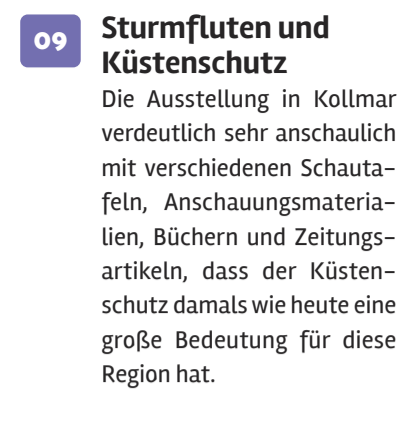 09
Sturmfluten und
Küstenschutz
Die Ausstellung in Kollmar
verdeutlich sehr anschaulich
mit verschiedenen Schauta-
feln, Anschauungsmateria-
lien, Büchern und Zeitungs-
artikeln, dass der Küsten-
schutz damals wie heute eine
große Bedeutung für diese
Region hat.